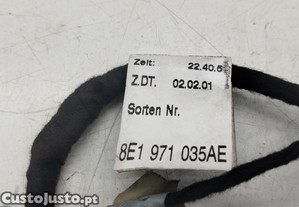 Zeit: 22.40.5
Z.DT. 02.02.01
Sorten Nr.
8E1 971 035AE
CustoJusto.pt